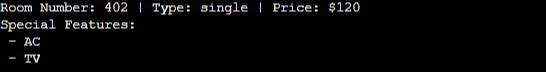 Room Number: 402 | Type: single | Price: $120
Special Features:
 - AC
 - TV